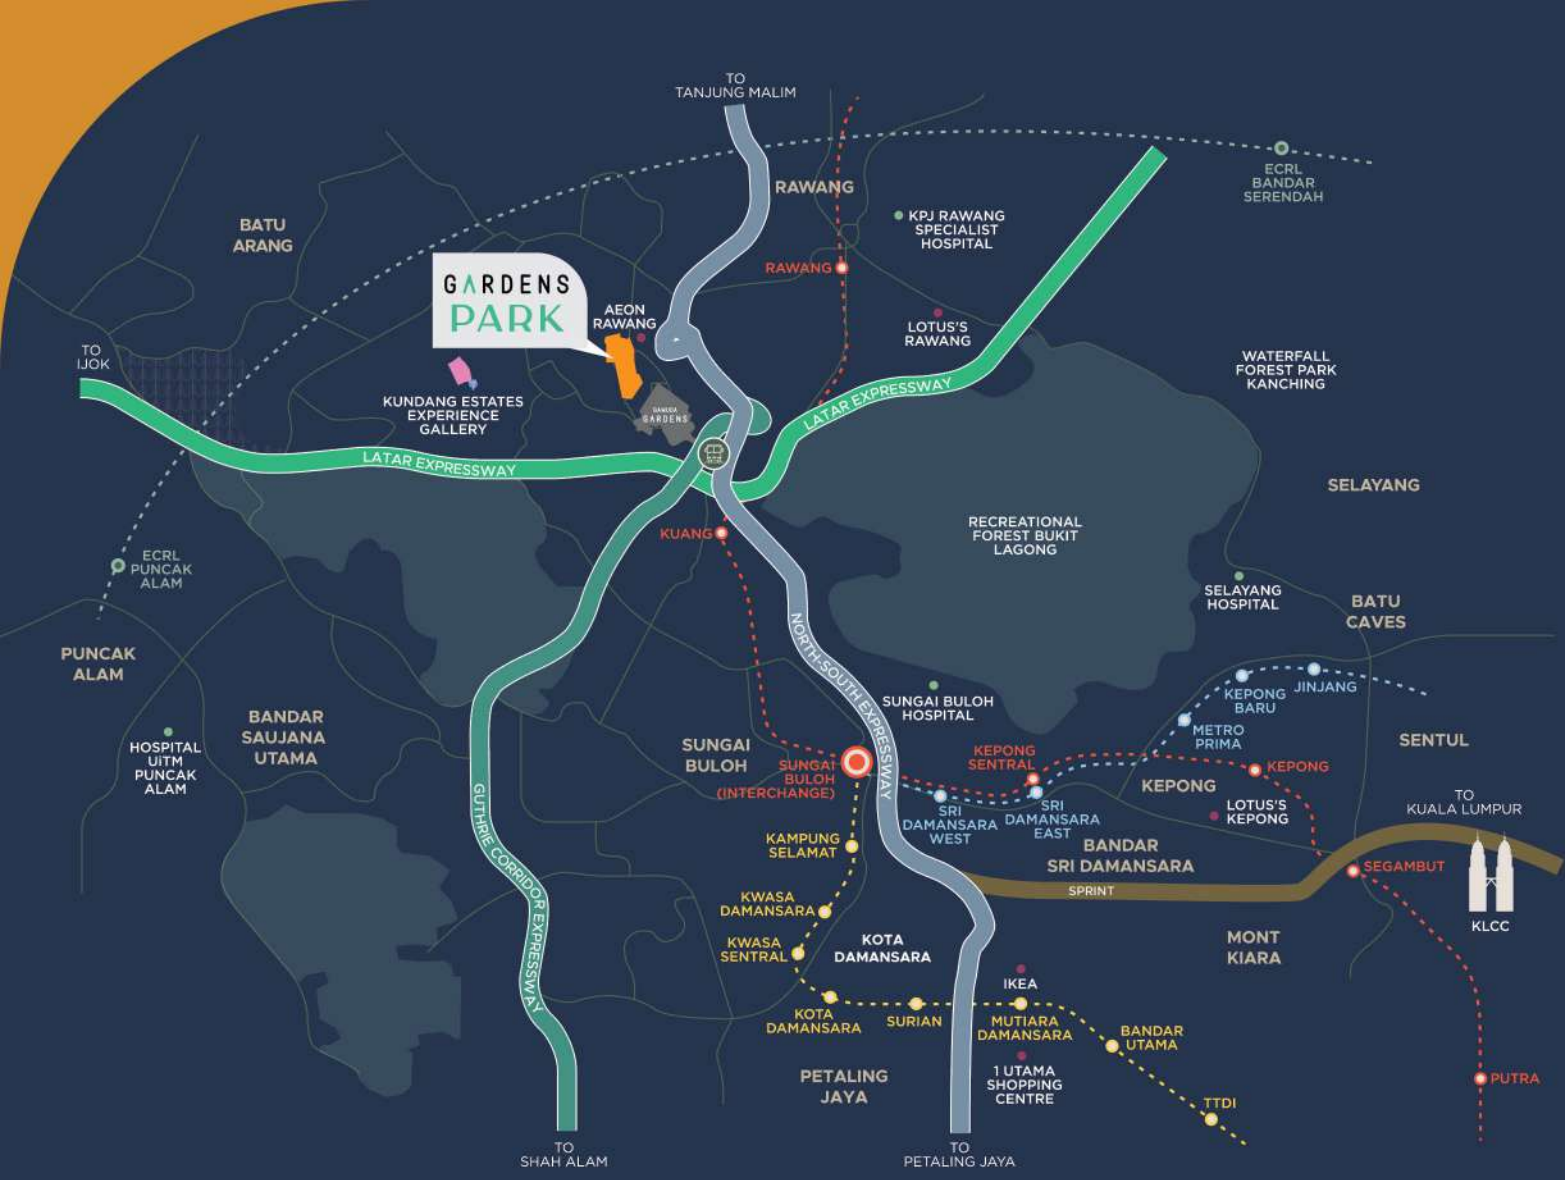 TO
TANJUNG MALIM
RAWANG
ECRL
BANDAR
SERENDAH
BATU
ARANG
KPJ RAWANG
SPECIALIST
HOSPITAL
RAWANG
GARDENS
PARK
AEON
RAWANG
LOTUS'S
RAWANG
TO
IJOK
WATERFALL
FOREST PARK
KANCHING
KUNDANG ESTATES
EXPERIENCE
GALLERY
GAMUDA
GARDENS
LATAR EXPRESSWAY
LATAR EXPRESSWAY
SELAYANG
RECREATIONAL
FOREST BUKIT
LAGONG
KUANG
ECRL
PUNCAK
ALAM
SELAYANG
HOSPITAL
BATU
CAVES
PUNCAK
ALAM
NORTH-SOUTH EXPRESSWAY
SUNGAI BULOH
HOSPITAL
KEPONG
BARU
JINJANG
METRO
PRIMA
BANDAR
SAUJANA
UTAMA
HOSPITAL
UiTM
PUNCAK
ALAM
SUNGAI
BULOH
SUNGAI
BULOH
(INTERCHANGE)
KEPONG
SENTRAL
KEPONG
SENTUL
KEPONG
LOTUS'S
KEPONG
TO
KUALA LUMPUR
SRI
DAMANSARA
WEST
SRI
DAMANSARA
EAST
GUTHRIE CORRIDOR EXPRESSWAY
KAMPUNG
SELAMAT
BANDAR
SRI DAMANSARA
SEGAMBUT
SPRINT
KWASA
DAMANSARA
KLCC
KWASA
SENTRAL
KOTA
DAMANSARA
MONT
KIARA
IKEA
KOTA
DAMANSARA
SURIAN
MUTIARA
DAMANSARA
BANDAR
UTAMA
PETALING
JAYA
1 UTAMA
SHOPPING
CENTRE
PUTRA
TTDI
TO
SHAH ALAM
TO
PETALING JAYA